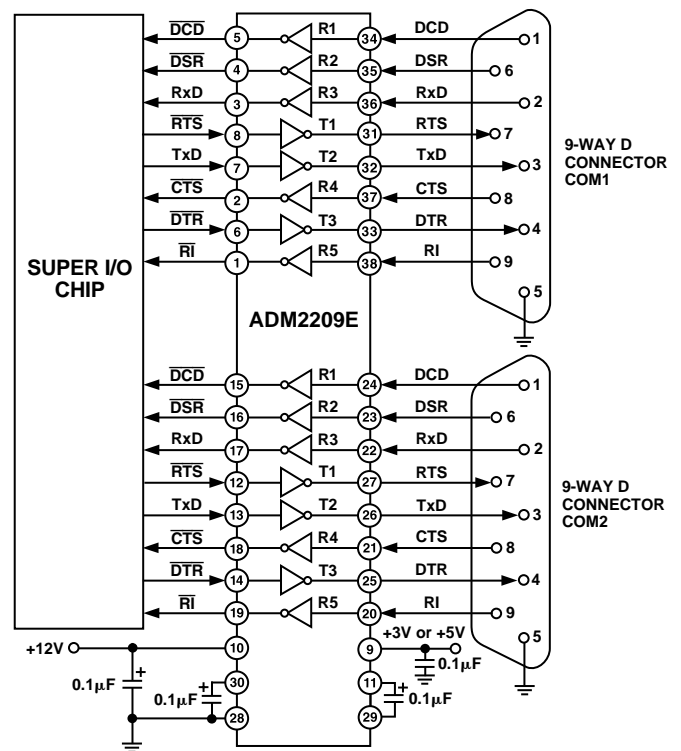 DCD 5 R1 34 DCD 1
DSR 4 R2 35 DSR 6
RxD 3 R3 36 RxD 2
RTS 8 T1 31 RTS 7
TxD 7 T2 32 TxD 3
CTS 2 R4 37 CTS 8
DTR 6 T3 33 DTR 4
RI 1 R5 38 RI 9
5
9-WAY D
CONNECTOR
COM1
SUPER I/O
CHIP
ADM2209E
DCD 15 R1 24 DCD 1
DSR 16 R2 23 DSR 6
RxD 17 R3 22 RxD 2
RTS 12 T1 27 RTS 7
TxD 13 T2 26 TxD 3
CTS 18 R4 21 CTS 8
DTR 14 T3 25 DTR 4
RI 19 R5 20 RI 9
5
9-WAY D
CONNECTOR
COM2
+12V 10 9 +3V or +5V
+ 0.1µF
0.1µF + 30 11 + 0.1µF
28 29
0.1µF